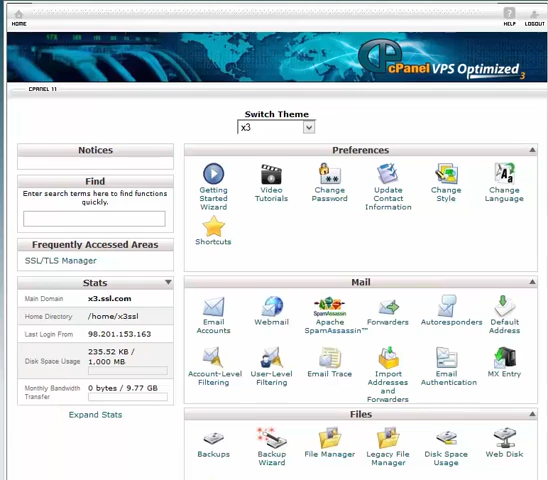 HOME
HELP
LOGOUT
cPanel VPS Optimized 3
CPANEL 11
Switch Theme
x3
Notices
Find
Enter search terms here to find functions
quickly.
Frequently Accessed Areas
SSL/TLS Manager
Stats
Main Domain x3.ssl.com
Home Directory /home/x3ssl
Last Login From 98.201.153.163
Disk Space Usage 235.52 KB /
1,000 MB
Monthly Bandwidth
Transfer 0 bytes / 9.77 GB
Expand Stats
Preferences
Getting
Started
Wizard
Video
Tutorials
Change
Password
Update
Contact
Information
Change
Style
Change
Language
Shortcuts
Mail
Email
Accounts
Webmail
SpamAssassin
Apache
SpamAssassin™
Forwarders
Autoresponders
Default
Address
Account-Level
Filtering
User-Level
Filtering
Email Trace
Import
Addresses
and
Forwarders
Email
Authentication
MX Entry
Files
Backups
Backup
Wizard
File Manager
Legacy File
Manager
Disk Space
Usage
Web Disk